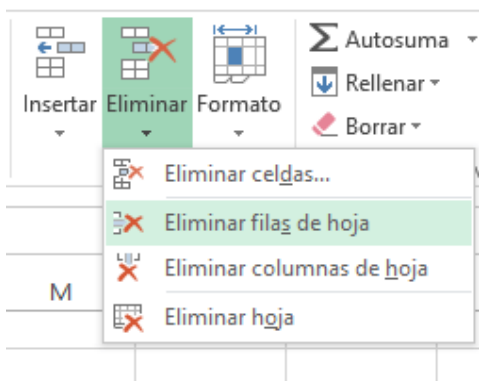 Insertar Eliminar Formato
Autosuma
Rellenar
Borrar
Eliminar celdas...
Eliminar filas de hoja
Eliminar columnas de hoja
Eliminar hoja
M